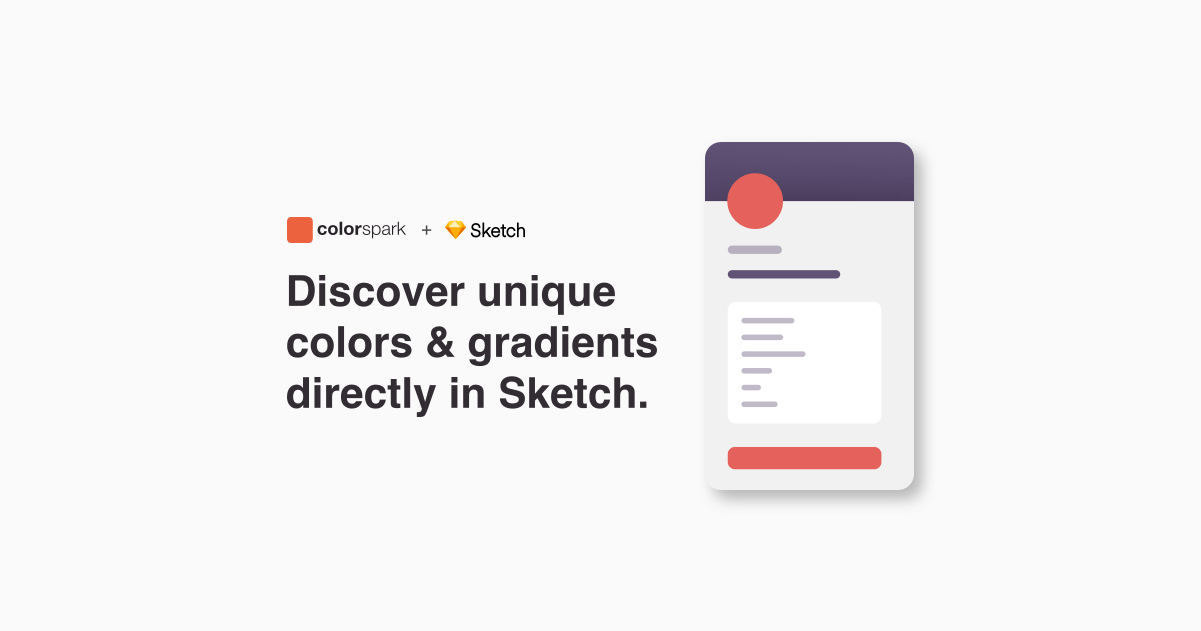 colorspark + Sketch
Discover unique
colors & gradients
directly in Sketch.